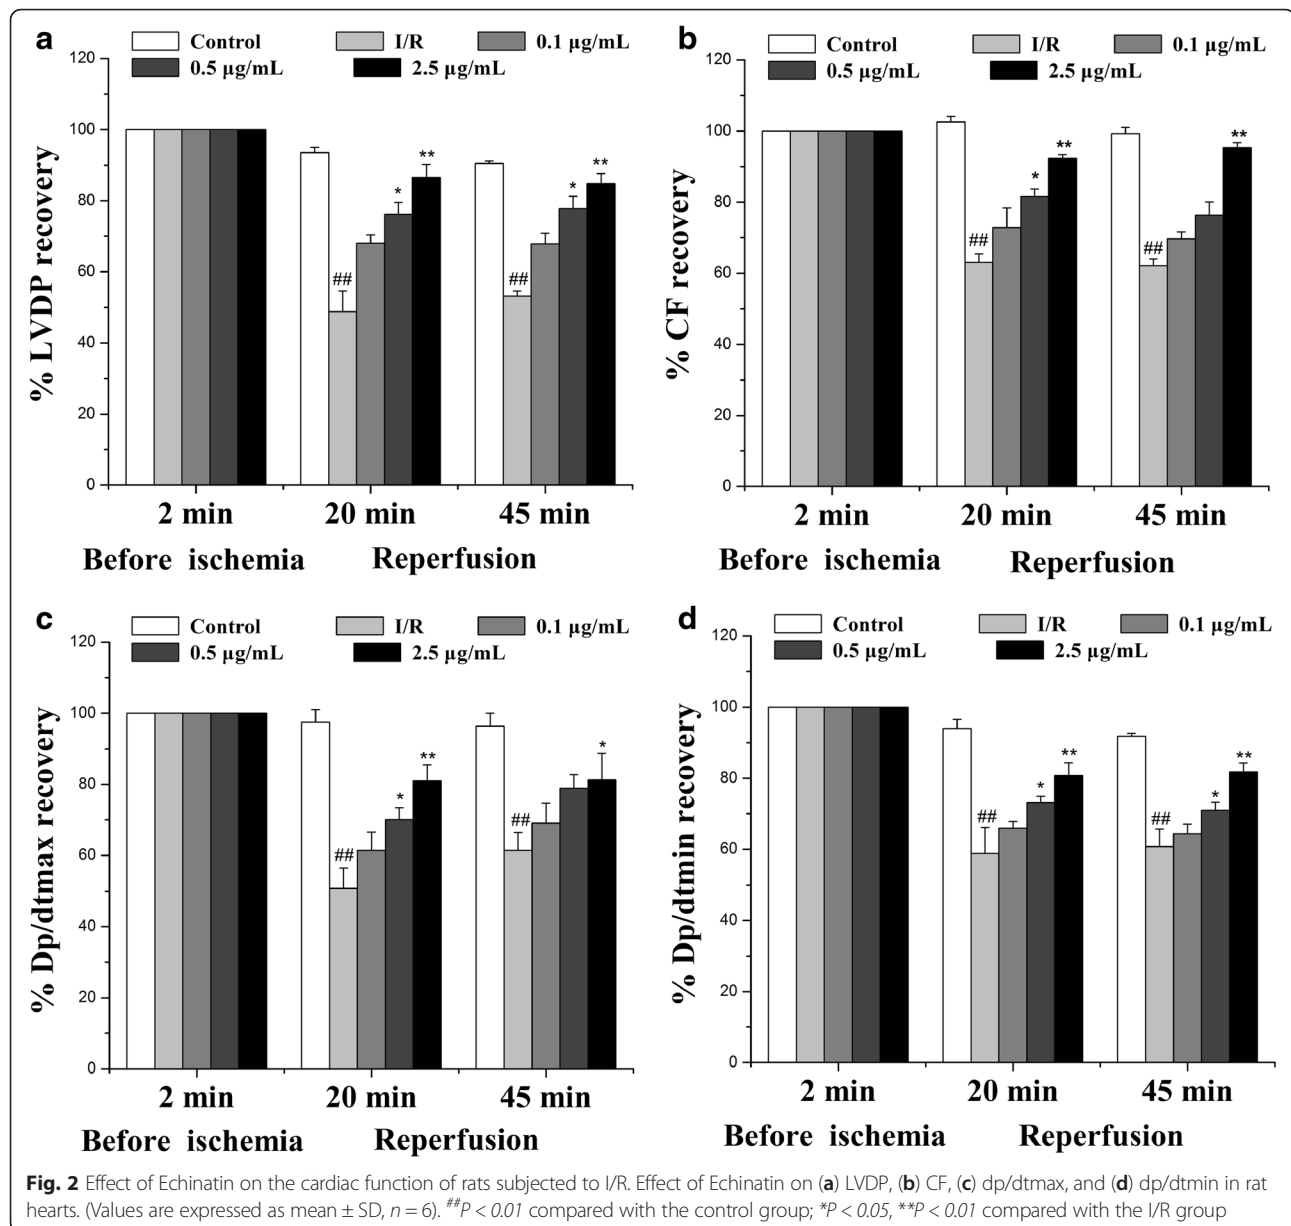 a
Control
I/R
0.1 µg/mL
0.5 µg/mL
2.5 µg/mL
% LVDP recovery
120
100
80
60
40
20
0
*
**
*
**
##
##
2 min
20 min
45 min
Before ischemia
Reperfusion
b
Control
I/R
0.1 µg/mL
0.5 µg/mL
2.5 µg/mL
% CF recovery
120
100
80
60
40
20
0
**
**
*
##
##
2 min
20 min
45 min
Before ischemia
Reperfusion
c
Control
I/R
0.1 µg/mL
0.5 µg/mL
2.5 µg/mL
% Dp/dtmax recovery
120
100
80
60
40
20
0
**
*
*
##
##
2 min
20 min
45 min
Before ischemia
Reperfusion
d
Control
I/R
0.1 µg/mL
0.5 µg/mL
2.5 µg/mL
% Dp/dtmin recovery
120
100
80
60
40
20
0
**
**
*
*
##
##
2 min
20 min
45 min
Before ischemia
Reperfusion
Fig. 2 Effect of Echinatin on the cardiac function of rats subjected to I/R. Effect of Echinatin on (a) LVDP, (b) CF, (c) dp/dtmax, and (d) dp/dtmin in rat
hearts. (Values are expressed as mean ± SD, n = 6). ##P < 0.01 compared with the control group; *P < 0.05, **P < 0.01 compared with the I/R group